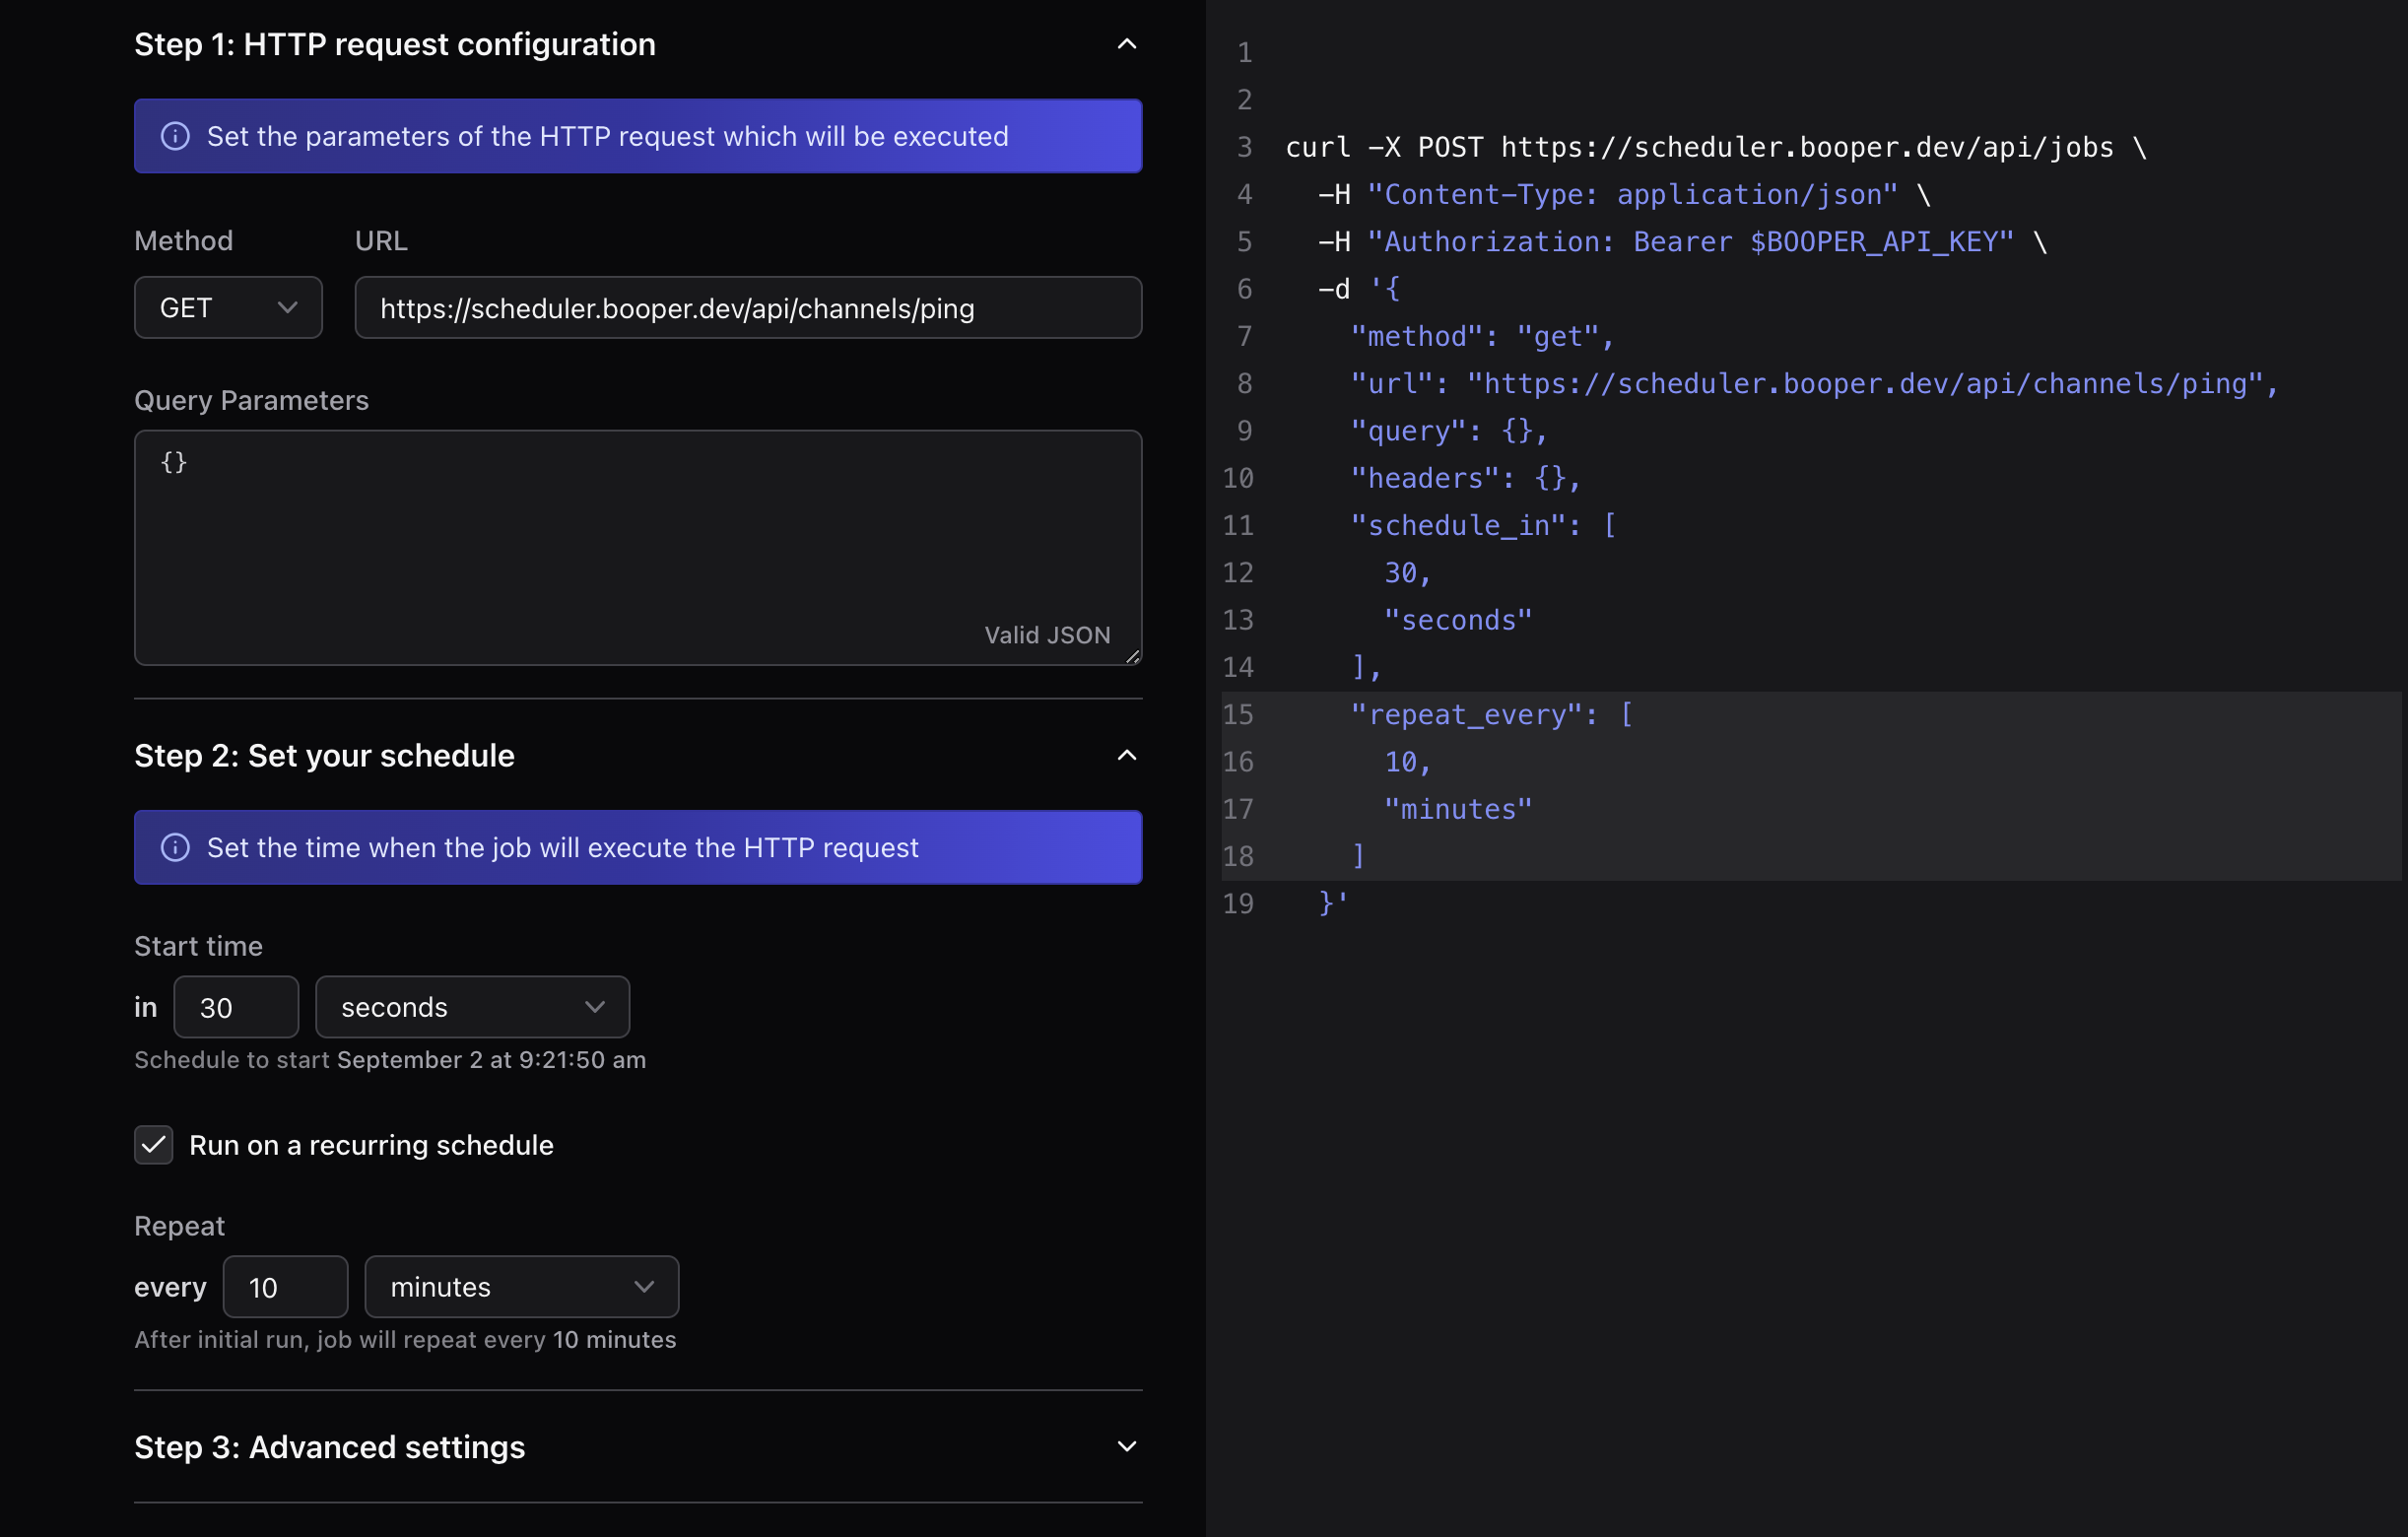 Step 1: HTTP request configuration
Set the parameters of the HTTP request which will be executed
Method
URL
GET
https://scheduler.booper.dev/api/channels/ping
Query Parameters
{}
Valid JSON
Step 2: Set your schedule
Set the time when the job will execute the HTTP request
Start time
in 30 seconds
Schedule to start September 2 at 9:21:50 am
Run on a recurring schedule
Repeat
every 10 minutes
After initial run, job will repeat every 10 minutes
Step 3: Advanced settings
1
2
3 curl -X POST https://scheduler.booper.dev/api/jobs \
4   -H "Content-Type: application/json" \
5   -H "Authorization: Bearer $BOOPER_API_KEY" \
6   -d '{
7     "method": "get",
8     "url": "https://scheduler.booper.dev/api/channels/ping",
9     "query": {},
10     "headers": {},
11     "schedule_in": [
12       30,
13       "seconds"
14     ],
15     "repeat_every": [
16       10,
17       "minutes"
18     ]
19   }'